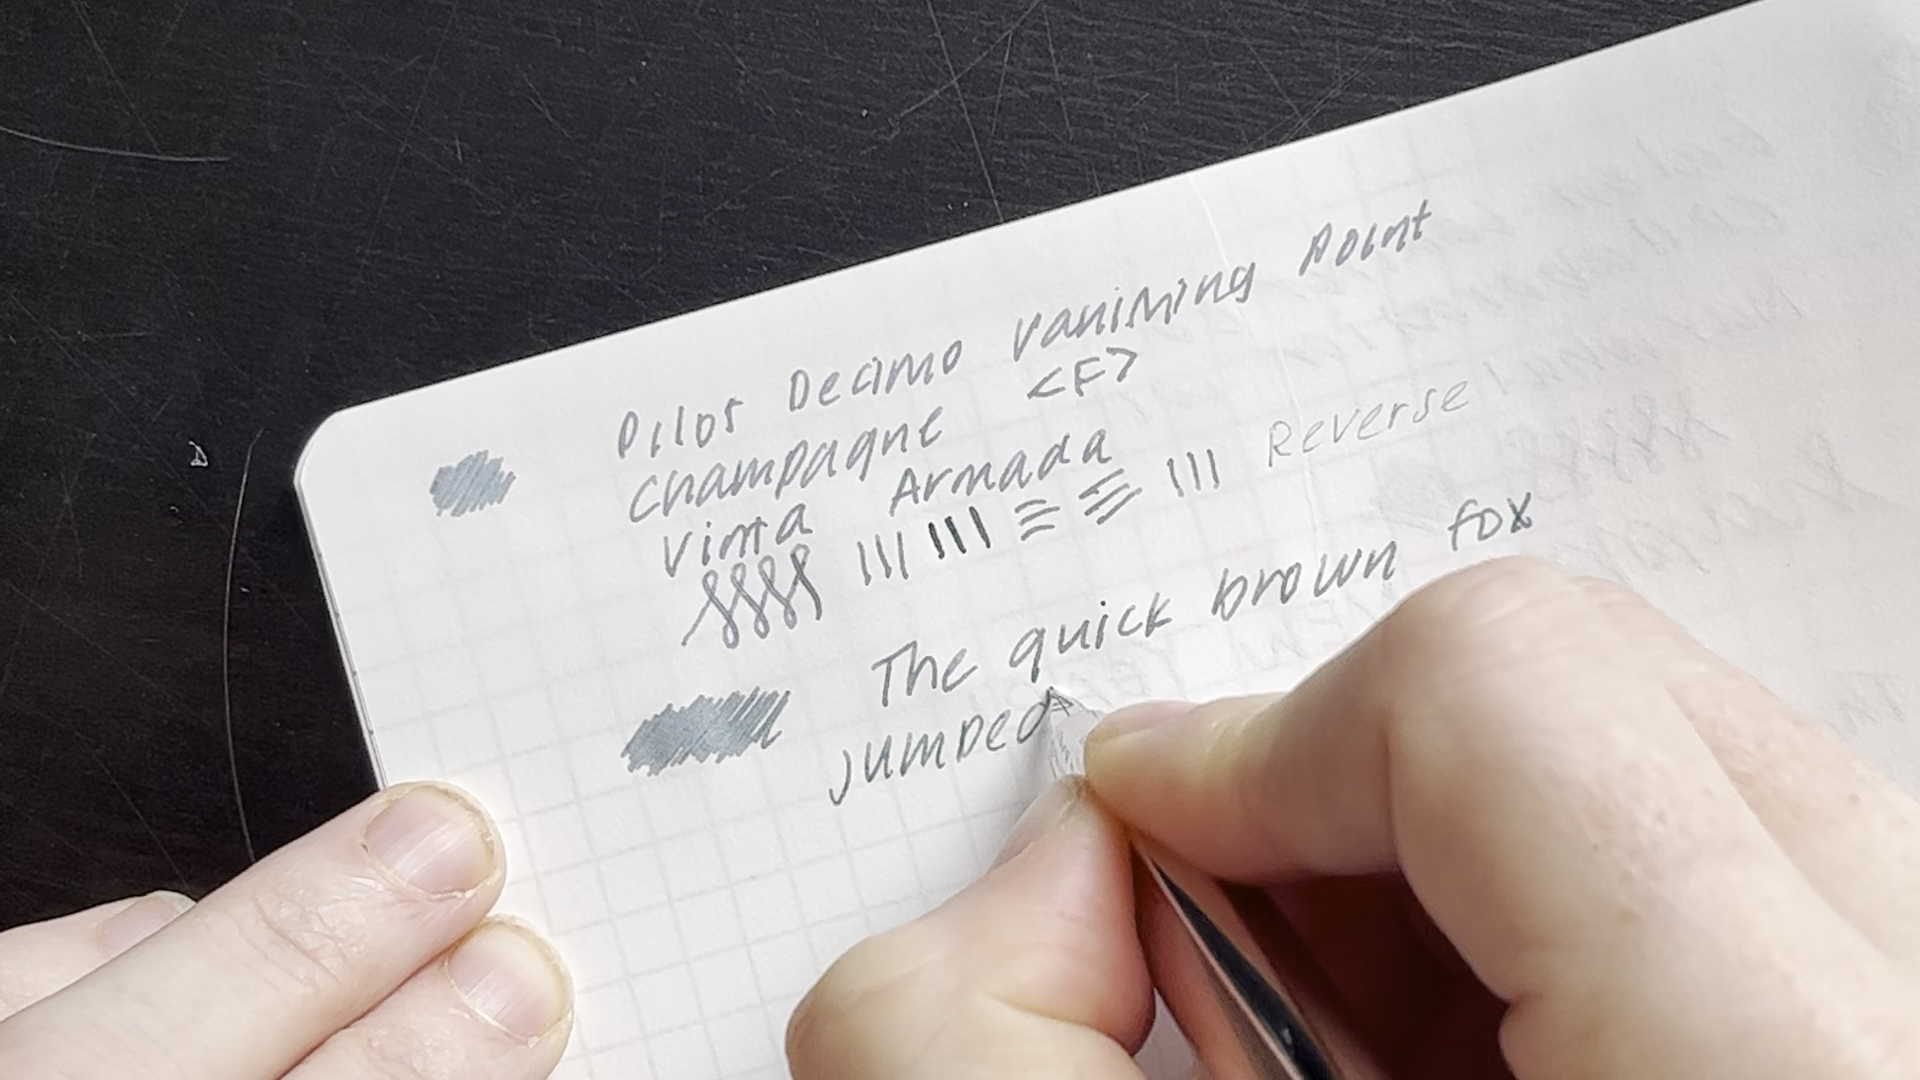 Pilot Decimo Vanishing Point
Champagne <F>
Vinta Armada
Reverse
The quick brown fox
jumped